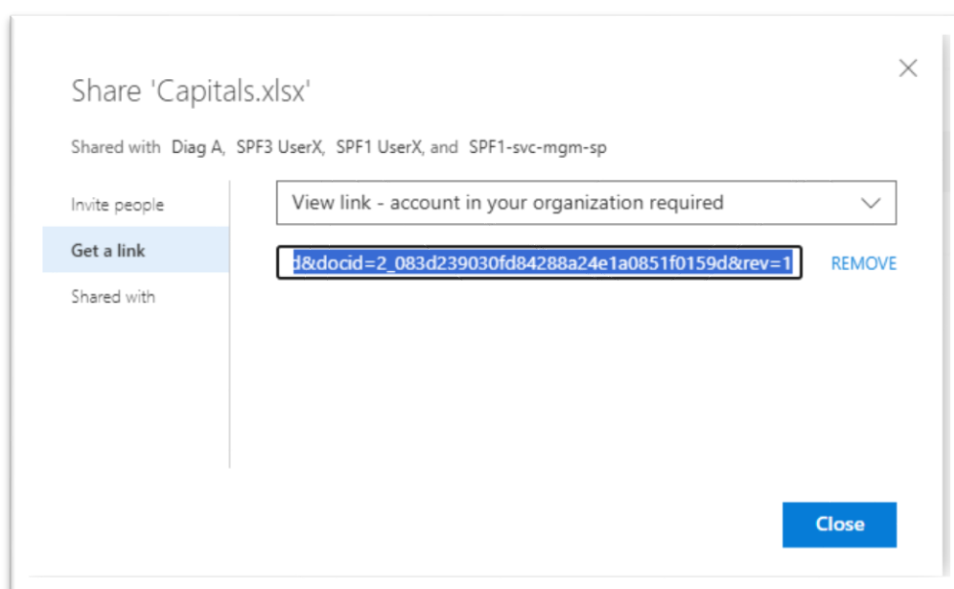 Share 'Capitals.xlsx'
Shared with Diag A, SPF3 UserX, SPF1 UserX, and SPF1-svc-mgm-sp
Invite people
View link - account in your organization required
Get a link
d&docid=2_083d239030fd84288a24e1a0851f0159d&rev=1
REMOVE
Shared with
Close